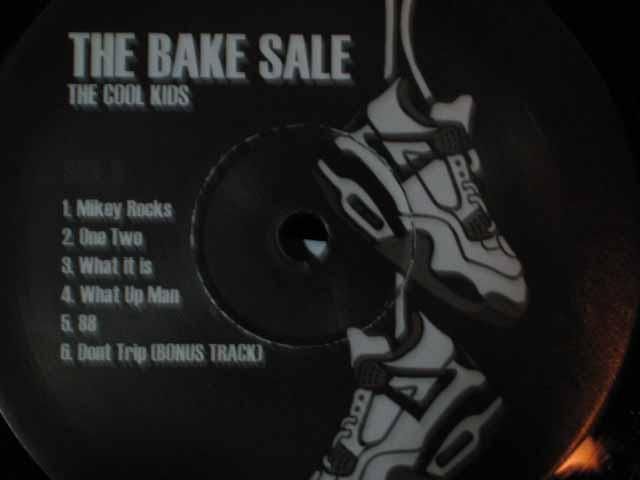 THE BAKE SALE
THE COOL KIDS
1. Mikey Rocks
2. One Two
3. What it is
4. What Up Man
5. 88
6. Dont Trip (BONUS TRACK)